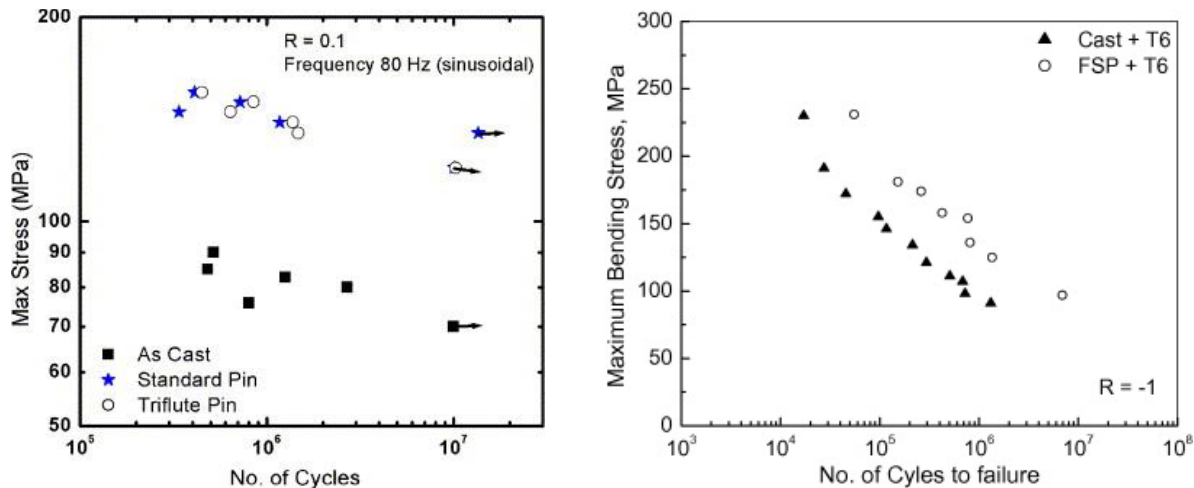 200
R = 0.1
Frequency 80 Hz (sinusoidal)
100
90
80
70
60
50
Max Stress (MPa)
As Cast
Standard Pin
Triflute Pin
10^5
10^6
10^7
No. of Cycles
300
250
200
150
100
50
0
Maximum Bending Stress, MPa
Cast + T6
FSP + T6
R = -1
10^3
10^4
10^5
10^6
10^7
10^8
No. of Cyles to failure